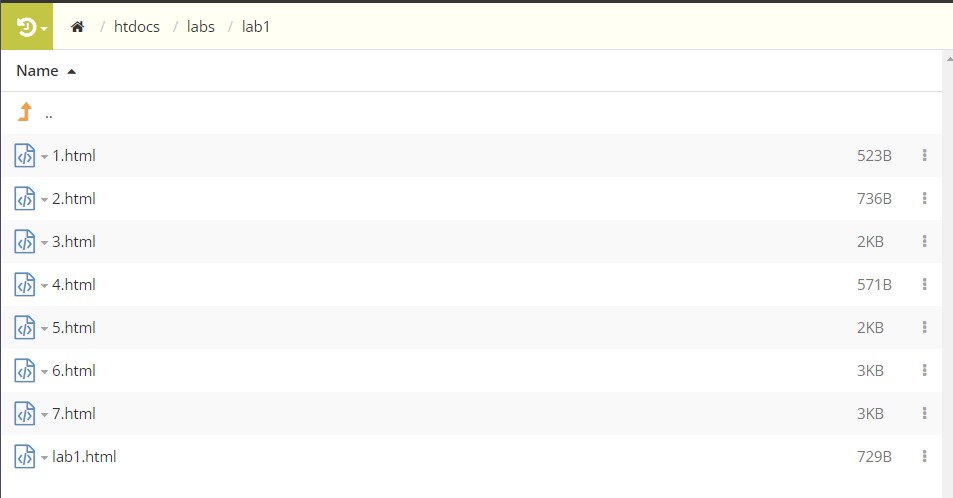 / htdocs / labs / lab1
Name
..
1.html 523B
2.html 736B
3.html 2KB
4.html 571B
5.html 2KB
6.html 3KB
7.html 3KB
lab1.html 729B